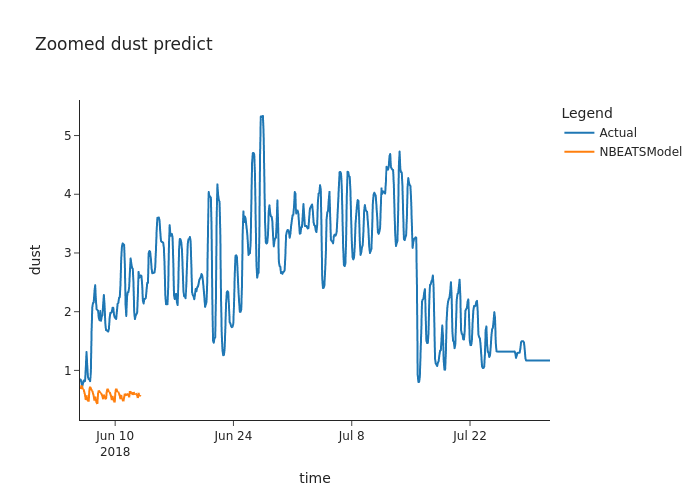 Zoomed dust predict
Legend
Actual
NBEATSModel
dust
5
4
3
2
1
Jun 10
2018
Jun 24
Jul 8
Jul 22
time